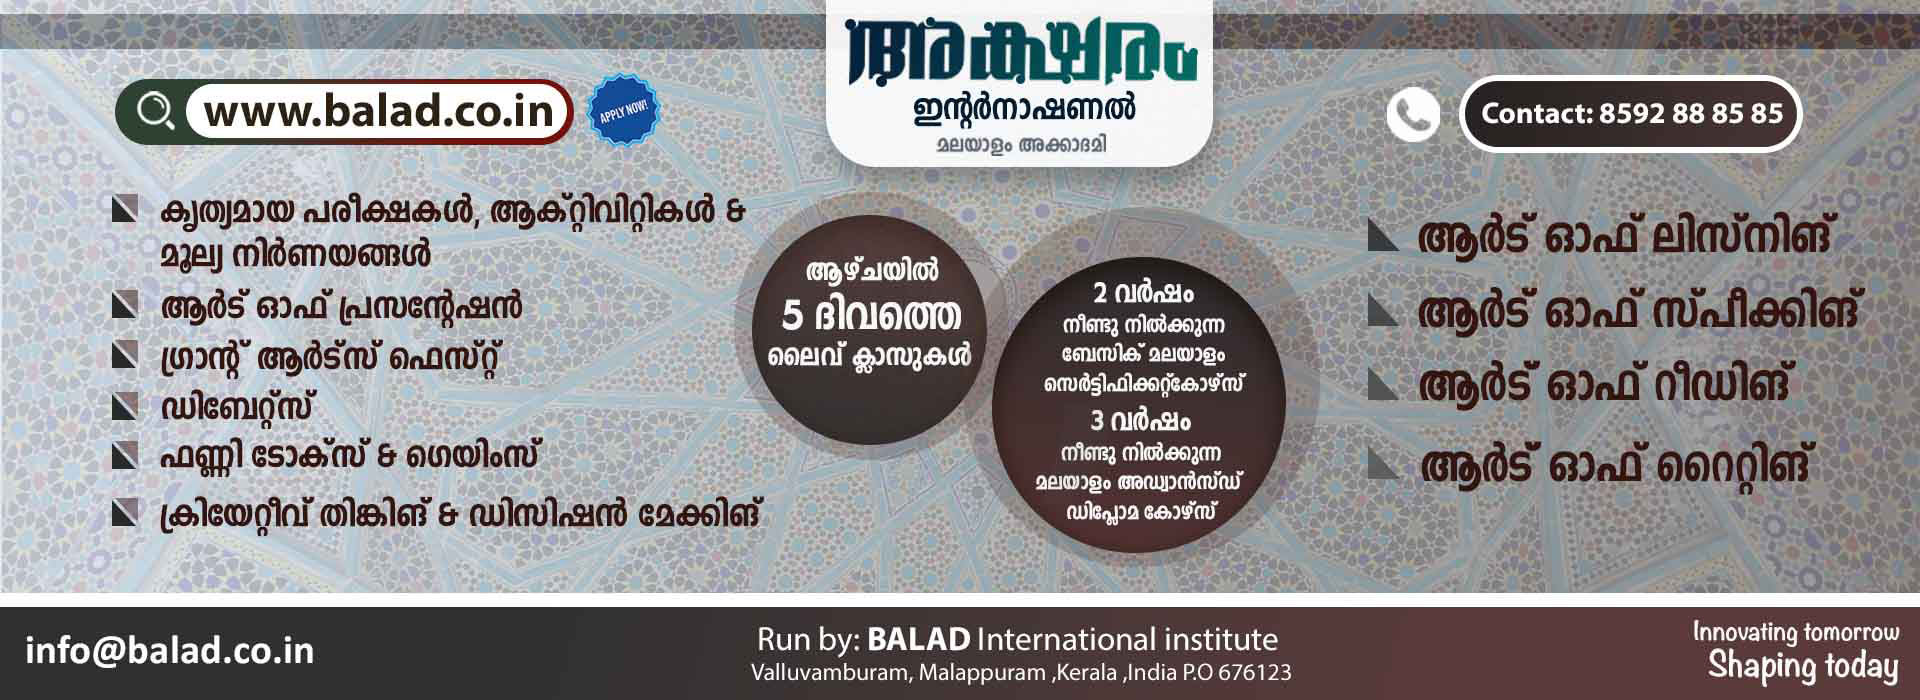 അക്ഷരം
ഇന്റർനാഷണൽ
മലയാളം അക്കാദമി
www.balad.co.in
APPLY NOW!
Contact: 8592 88 85 85
കൃത്യമായ പരീക്ഷകൾ, ആക്റ്റിവിറ്റികൾ &
മൂല്യ നിർണയങ്ങൾ
ആർട് ഓഫ് പ്രസന്റേഷൻ
ഗ്രാന്റ് ആർട്സ് ഫെസ്റ്റ്
ഡിബേറ്റ്സ്
ഫണ്ണി ടോക്സ് & ഗെയിംസ്
ക്രിയേറ്റീവ് തിങ്കിങ് & ഡിസിഷൻ മേക്കിങ്
ആഴ്ചയിൽ
5 ദിവത്തെ
ലൈവ് ക്ലാസുകൾ
2 വർഷം
നീണ്ടു നിൽക്കുന്ന
ബേസിക് മലയാളം
സെർട്ടിഫിക്കറ്റ്കോഴ്സ്
3 വർഷം
നീണ്ടു നിൽക്കുന്ന
മലയാളം അഡ്വാൻസ്ഡ്
ഡിപ്ലോമ കോഴ്സ്
ആർട് ഓഫ് ലിസ്നിങ്
ആർട് ഓഫ് സ്പീക്കിങ്
ആർട് ഓഫ് റീഡിങ്
ആർട് ഓഫ് റൈറ്റിങ്
info@balad.co.in
Run by: BALAD International institute
Valluvamburam, Malappuram ,Kerala ,India P.O 676123
Innovating tomorrow
Shaping today